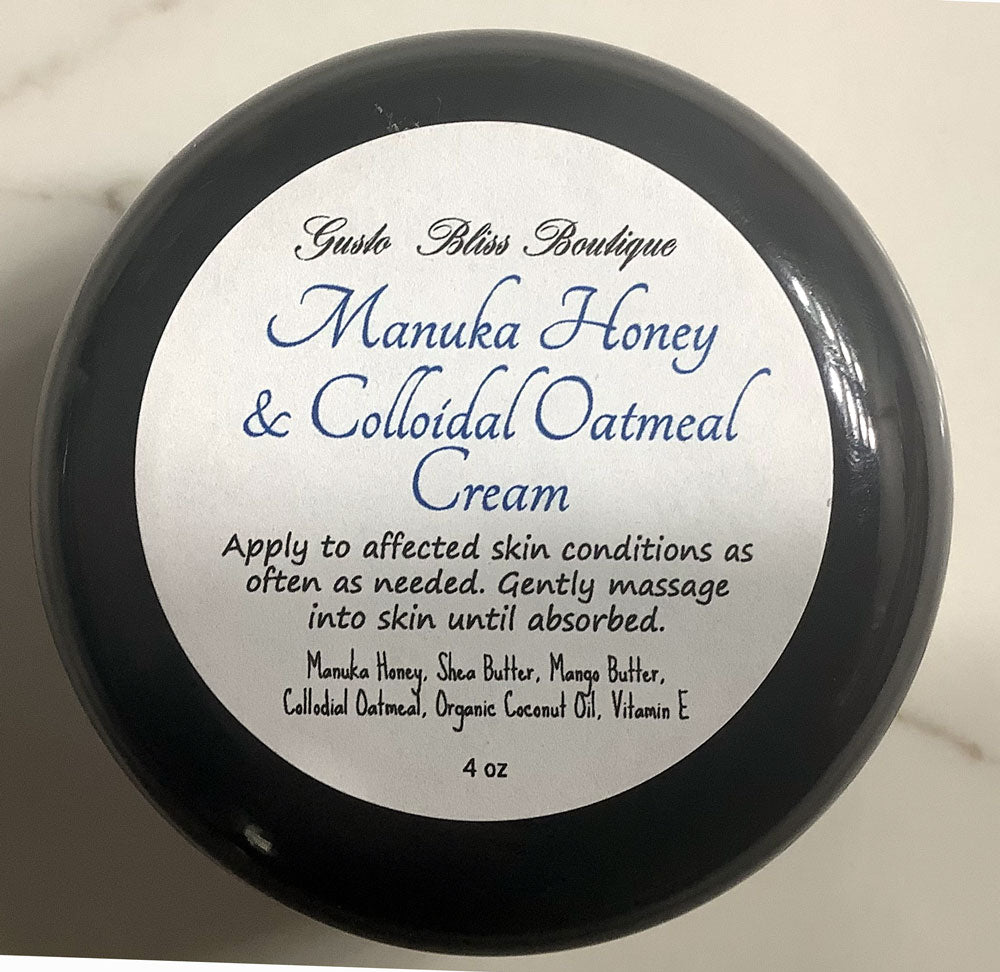 Gusto Bliss Boutique
Manuka Honey
& Colloidal Oatmeal
Cream
Apply to affected skin conditions as
often as needed. Gently massage
into skin until absorbed.
Manuka Honey, Shea Butter, Mango Butter,
Collodial Oatmeal, Organic Coconut Oil, Vitamin E
4 oz